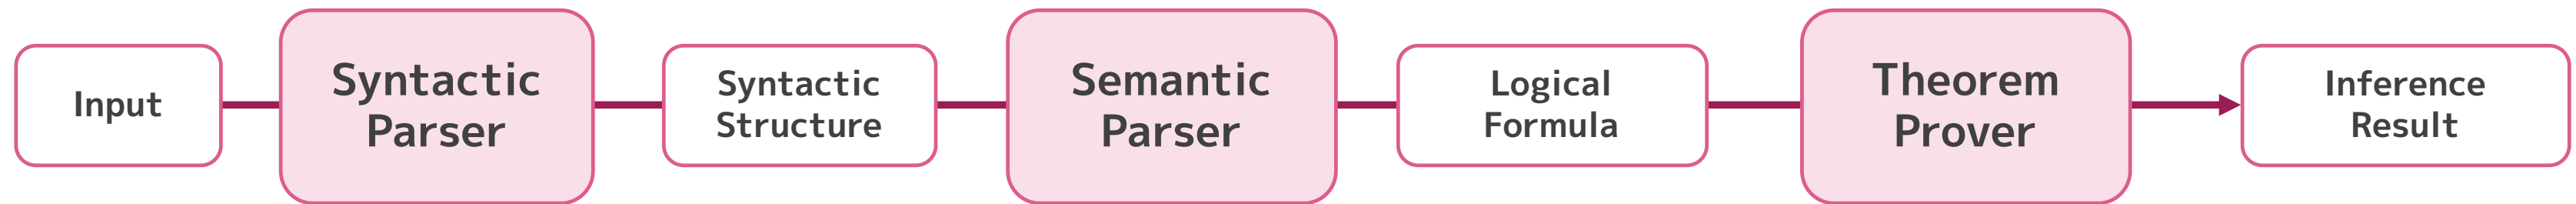 Input
Syntactic
Parser
Syntactic
Structure
Semantic
Parser
Logical
Formula
Theorem
Prover
Inference
Result